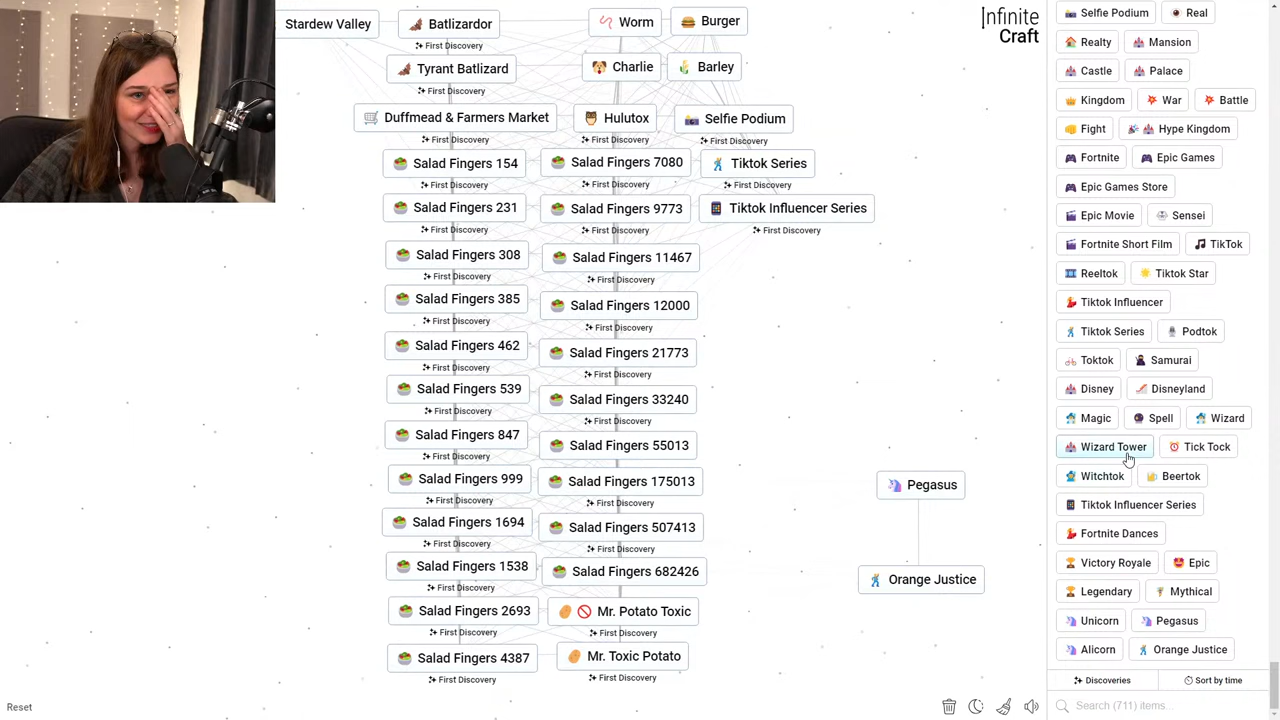 Stardew Valley
Batlizardor
First Discovery
Worm
Burger
Infinite
Craft
Tyrant Batlizard
First Discovery
Charlie
Barley
Duffmead & Farmers Market
First Discovery
Hulutox
First Discovery
Selfie Podium
First Discovery
Salad Fingers 154
First Discovery
Salad Fingers 7080
First Discovery
Tiktok Series
First Discovery
Salad Fingers 231
First Discovery
Salad Fingers 9773
First Discovery
Tiktok Influencer Series
First Discovery
Salad Fingers 308
First Discovery
Salad Fingers 11467
First Discovery
Salad Fingers 385
First Discovery
Salad Fingers 12000
First Discovery
Salad Fingers 462
First Discovery
Salad Fingers 21773
First Discovery
Salad Fingers 539
First Discovery
Salad Fingers 33240
First Discovery
Salad Fingers 847
First Discovery
Salad Fingers 55013
First Discovery
Salad Fingers 999
First Discovery
Salad Fingers 175013
First Discovery
Salad Fingers 1694
First Discovery
Salad Fingers 507413
First Discovery
Salad Fingers 1538
First Discovery
Salad Fingers 682426
First Discovery
Salad Fingers 2693
First Discovery
Mr. Potato Toxic
First Discovery
Salad Fingers 4387
First Discovery
Mr. Toxic Potato
First Discovery
Pegasus
Orange Justice
Reset
Selfie Podium Real
Realty Mansion
Castle Palace
Kingdom War Battle
Fight Hype Kingdom
Fortnite Epic Games
Epic Games Store
Epic Movie Sensei
Fortnite Short Film TikTok
Reeltok Tiktok Star
Tiktok Influencer
Tiktok Series Podtok
Toktok Samurai
Disney Disneyland
Magic Spell Wizard
Wizard Tower Tick Tock
Witchtok Beertok
Tiktok Influencer Series
Fortnite Dances
Victory Royale Epic
Legendary Mythical
Unicorn Pegasus
Alicorn Orange Justice
Discoveries Sort by time
Search (711) items...